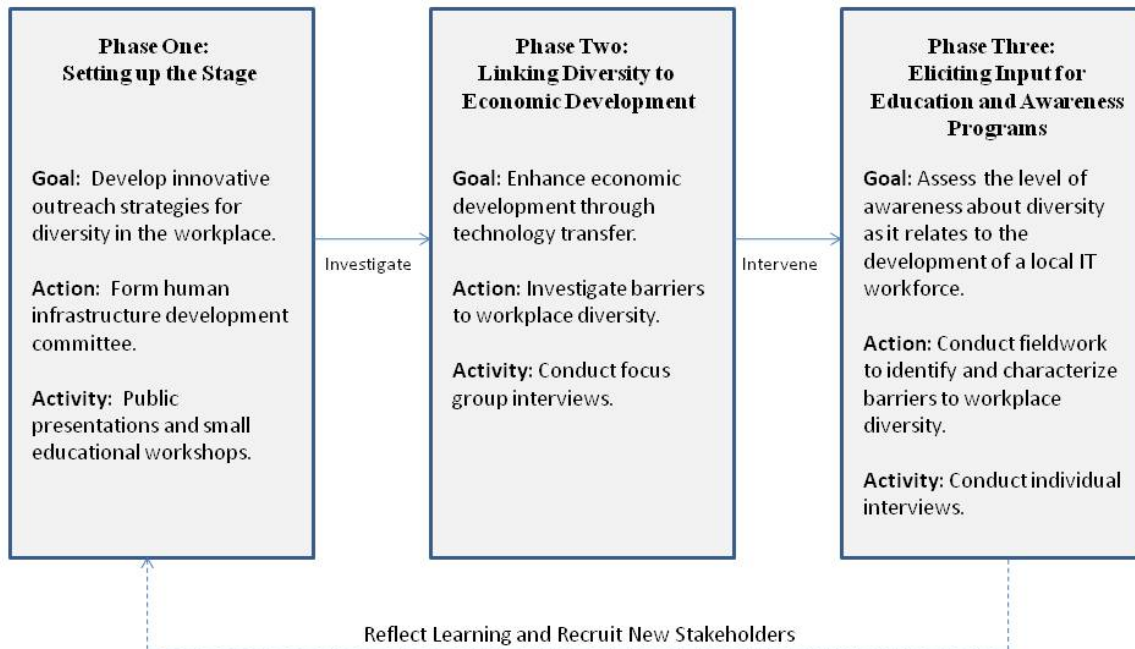 Phase One:
Setting up the Stage
Goal: Develop innovative
outreach strategies for
diversity in the workplace.
Action: Form human
infrastructure development
committee.
Activity: Public
presentations and small
educational workshops.
Investigate
Phase Two:
Linking Diversity to
Economic Development
Goal: Enhance economic
development through
technology transfer.
Action: Investigate barriers
to workplace diversity.
Activity: Conduct focus
group interviews.
Intervene
Phase Three:
Eliciting Input for
Education and Awareness
Programs
Goal: Assess the level of
awareness about diversity
as it relates to the
development of a local IT
workforce.
Action: Conduct fieldwork
to identify and characterize
barriers to workplace
diversity.
Activity: Conduct individual
interviews.
Reflect Learning and Recruit New Stakeholders